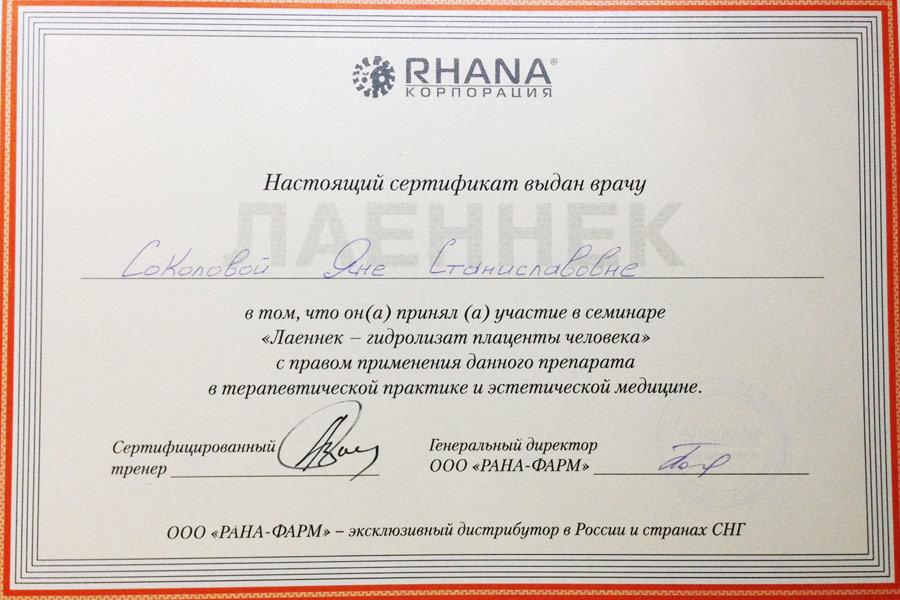 RHANA®
КОРПОРАЦИЯ
Настоящий сертификат выдан врачу
ЛАЕННЕК
Соколовой Яне Станиславовне
в том, что он(а) принял (а) участие в семинаре
«Лаеннек – гидролизат плаценты человека»
с правом применения данного препарата
в терапевтической практике и эстетической медицине.
Сертифицированный
тренер
Генеральный директор
ООО «РАНА-ФАРМ»
ООО «РАНА-ФАРМ» – эксклюзивный дистрибутор в России и странах СНГ